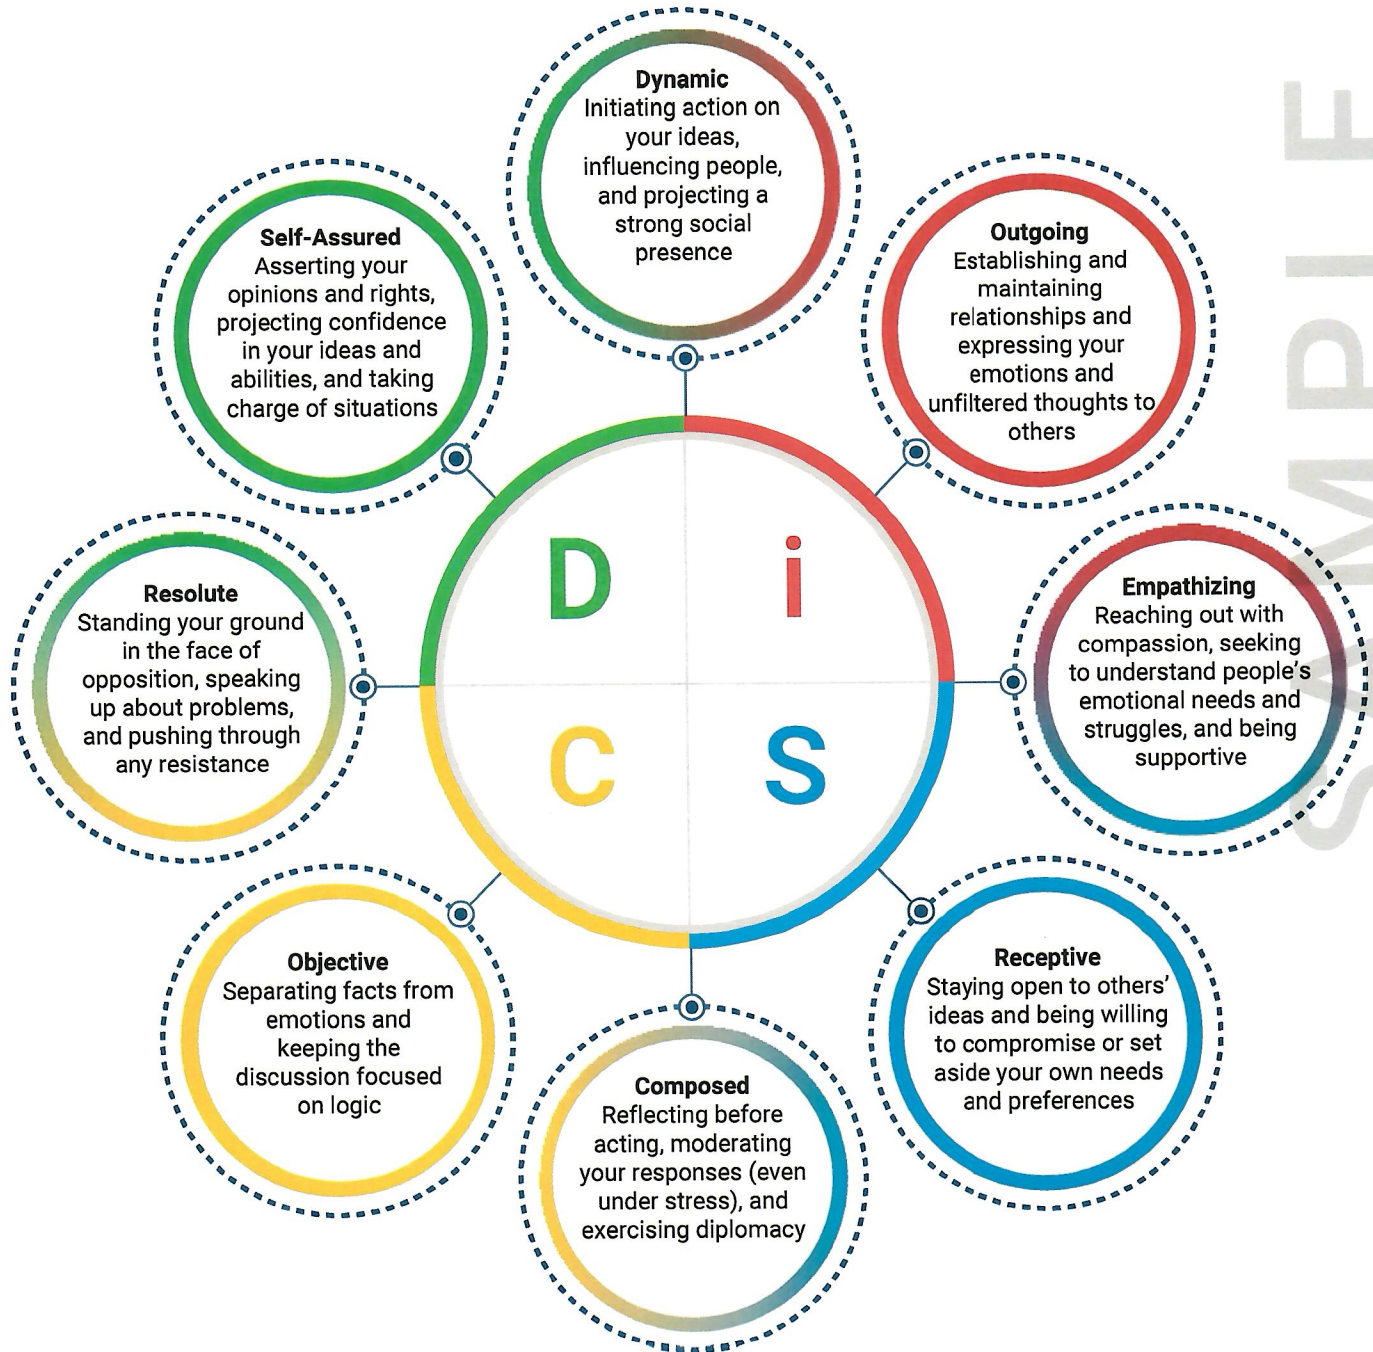 Dynamic
Initiating action on
your ideas,
influencing people,
and projecting a
strong social
presence
Outgoing
Establishing and
maintaining
relationships and
expressing your
emotions and
unfiltered thoughts to
others
Empathizing
Reaching out with
compassion, seeking
to understand people's
emotional needs and
struggles, and being
supportive
Receptive
Staying open to others'
ideas and being willing
to compromise or set
aside your own needs
and preferences
Composed
Reflecting before
acting, moderating
your responses (even
under stress), and
exercising diplomacy
Objective
Separating facts from
emotions and
keeping the
discussion focused
on logic
Resolute
Standing your ground
in the face of
opposition, speaking
up about problems,
and pushing through
any resistance
Self-Assured
Asserting your
opinions and rights,
projecting confidence
in your ideas and
abilities, and taking
charge of situations
D i
C S
SAMPLE